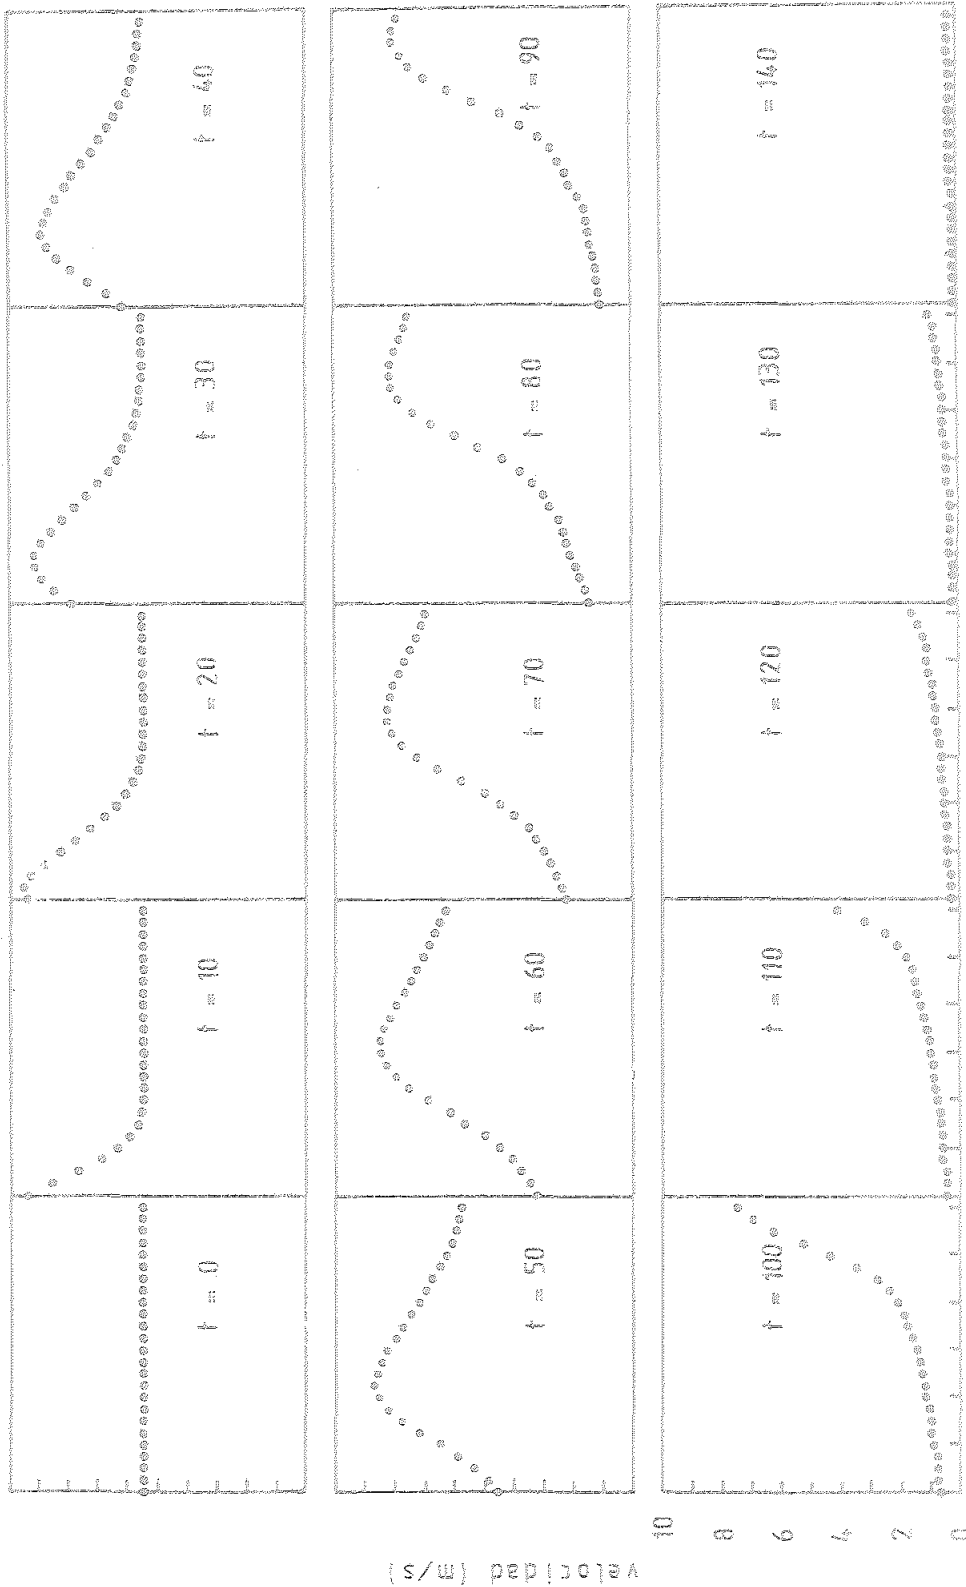 t = 0
t = 10
t = 20
t = 30
t = 40
t = 50
t = 60
t = 70
t = 80
t = 90
t = 100
t = 110
t = 120
t = 130
t = 140
10
8
6
4
2
0
velocidad (m/s)